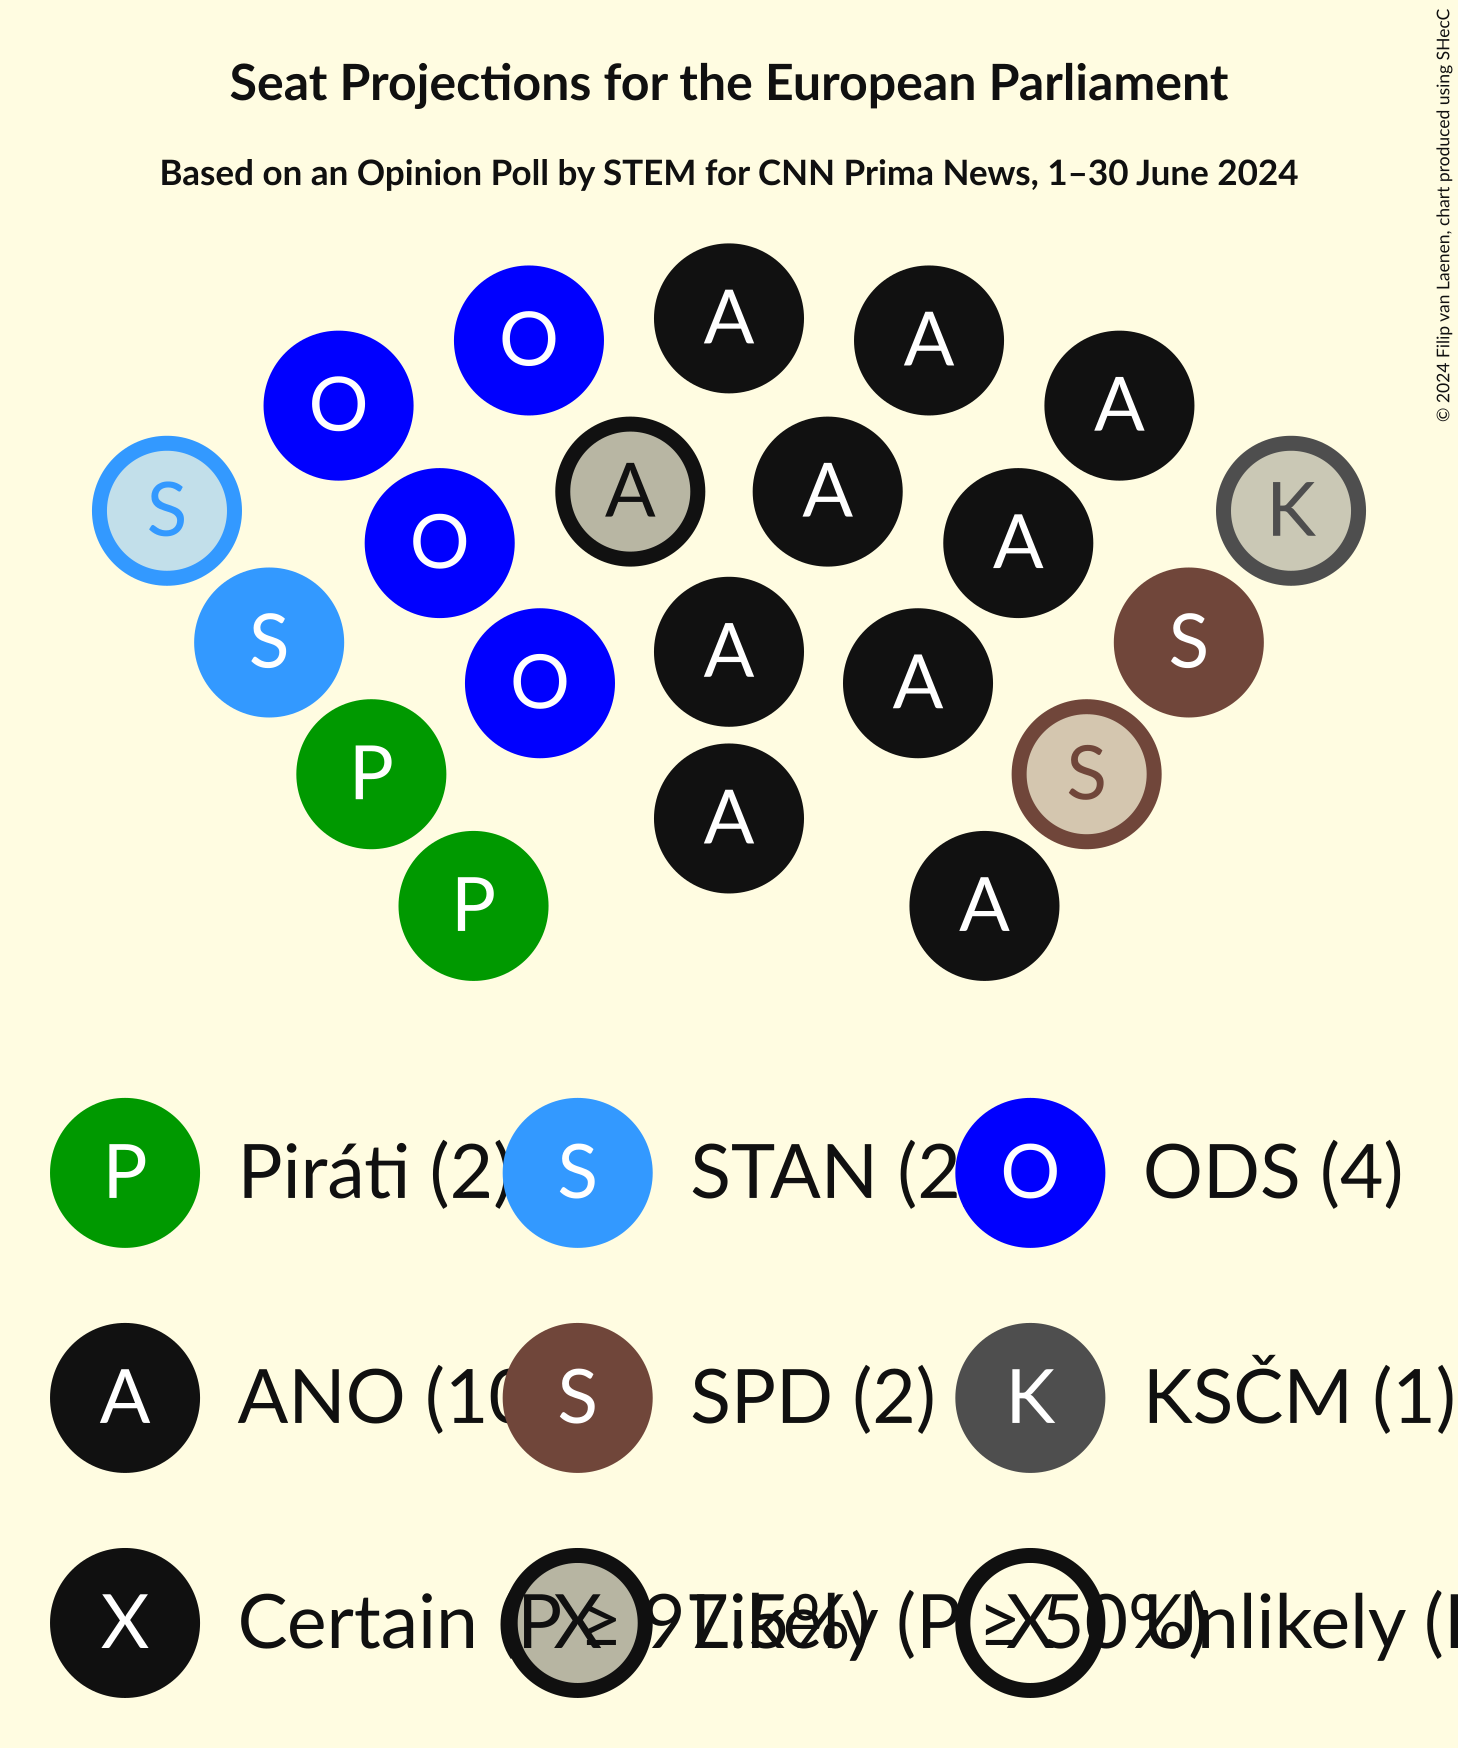 Seat Projections for the European Parliament
Based on an Opinion Poll by STEM for CNN Prima News, 1–30 June 2024
© 2024 Filip van Laenen, chart produced using SHecC
A
O A
O A
S A A K
O A
S A S
O A
P S
A
P A
P Piráti (2) S STAN (2 O ODS (4)
A ANO (10 S SPD (2) K KSČM (1)
X Certain (P ≥ 97.5%) X Likely (P ≥ 50%) X Unlikely (